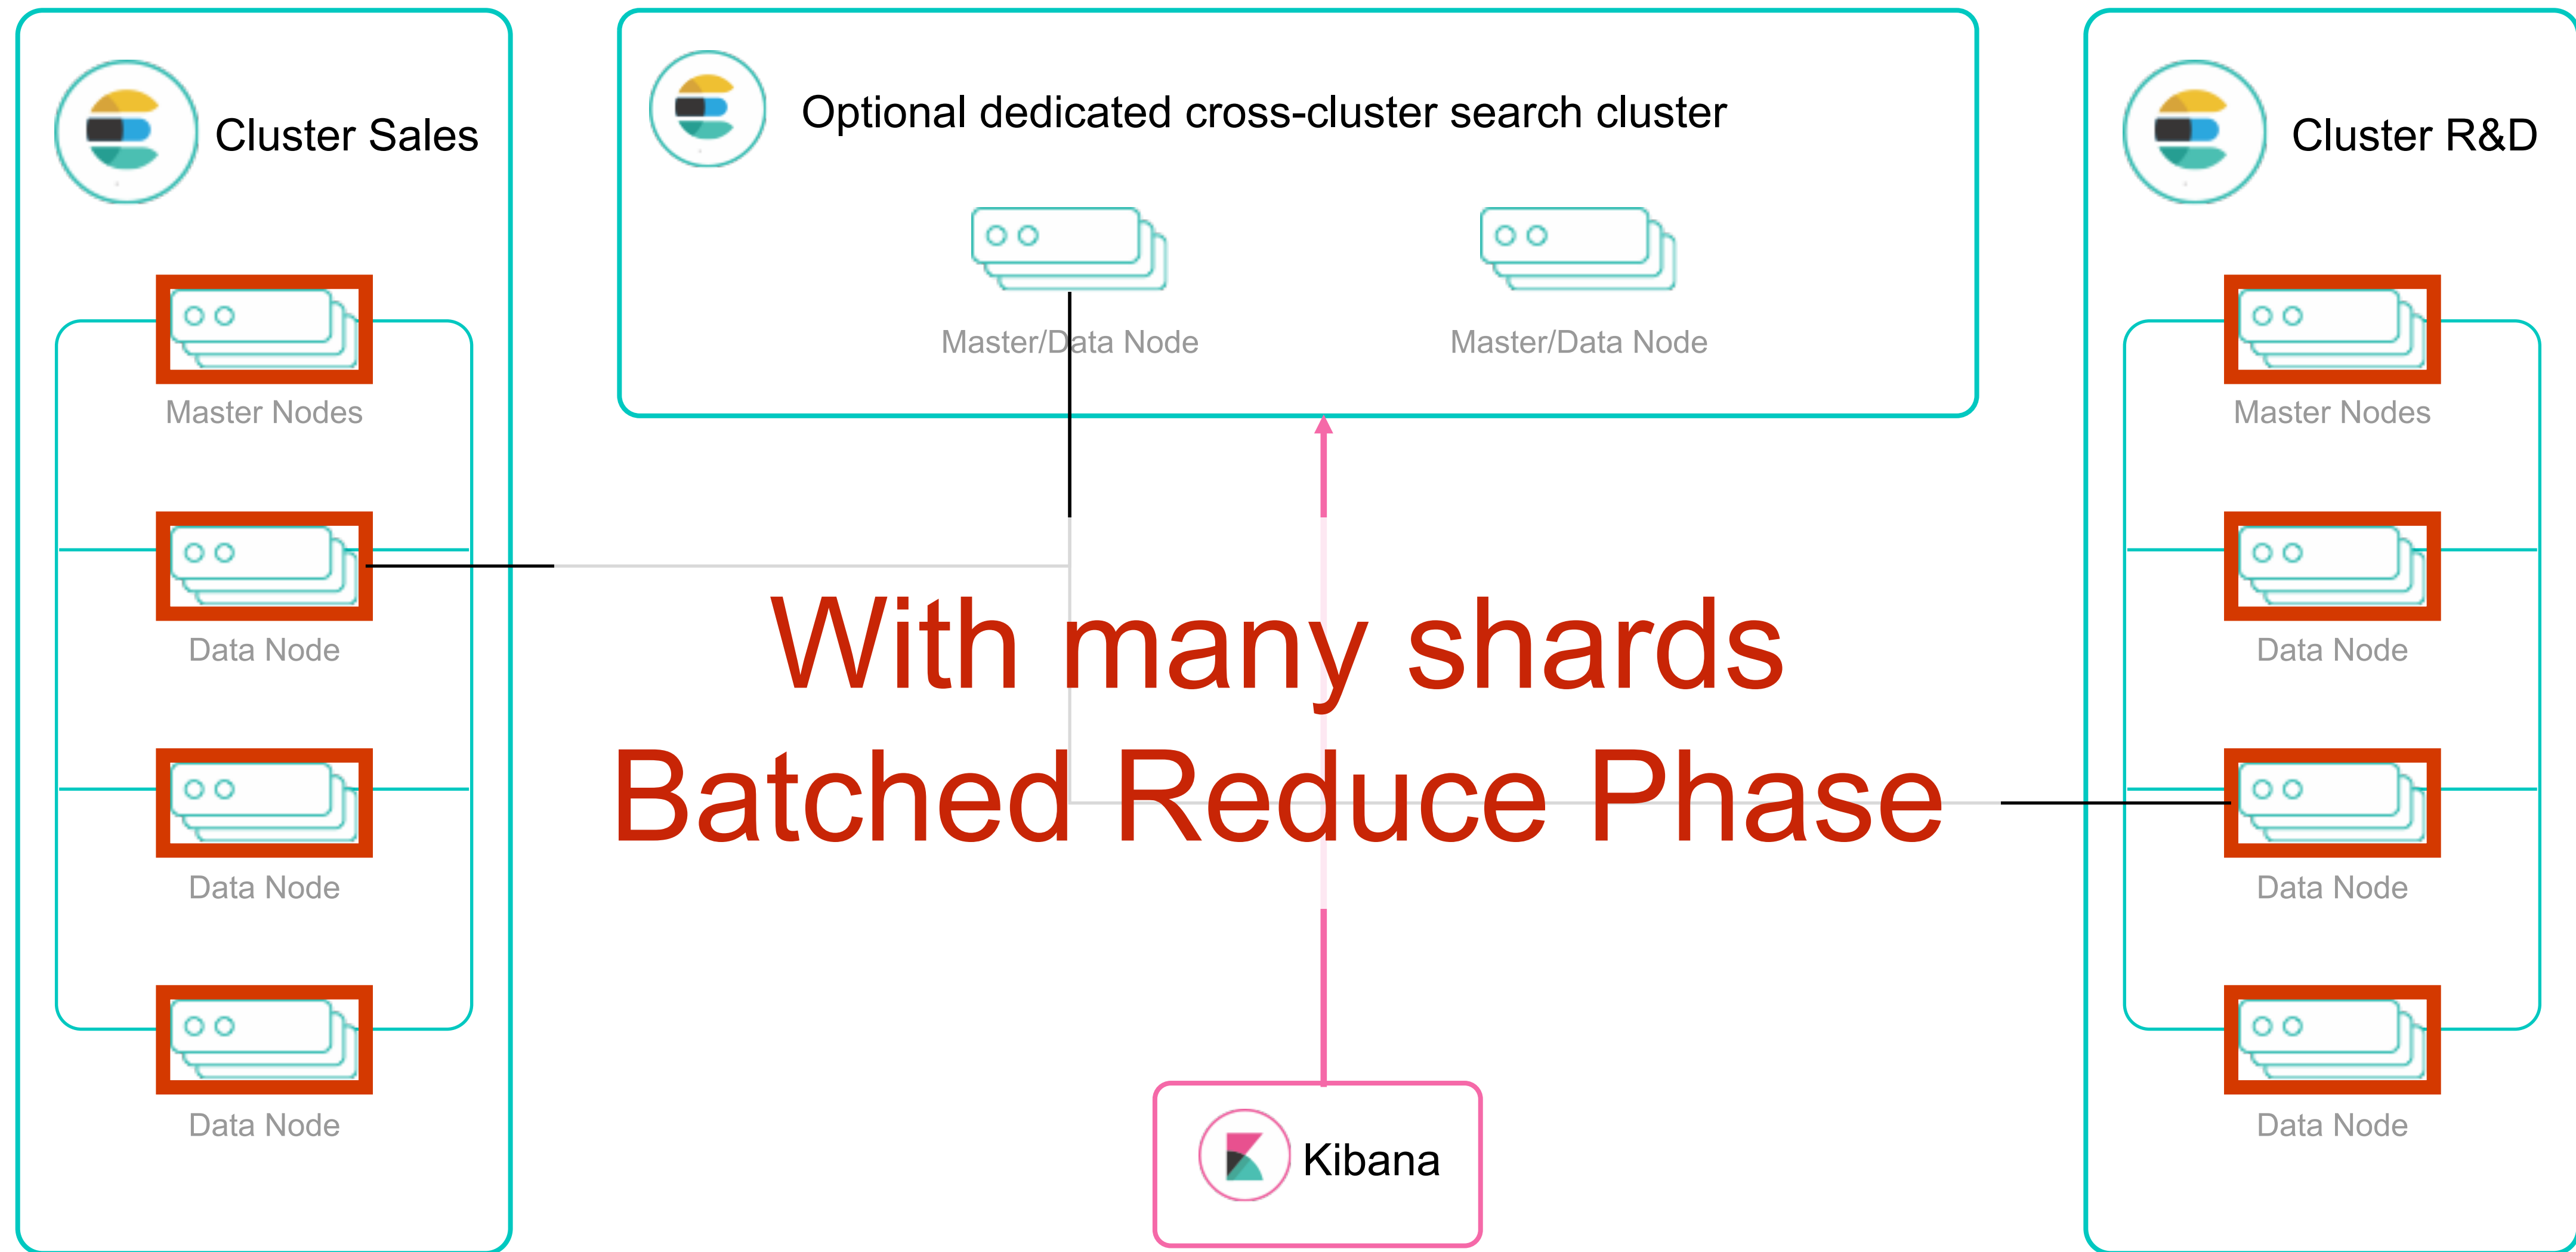 Cluster Sales
Master Nodes
Data Node
Data Node
Data Node
Optional dedicated cross-cluster search cluster
Master/Data Node
Master/Data Node
With many shards
Batched Reduce Phase
Kibana
Cluster R&D
Master Nodes
Data Node
Data Node
Data Node